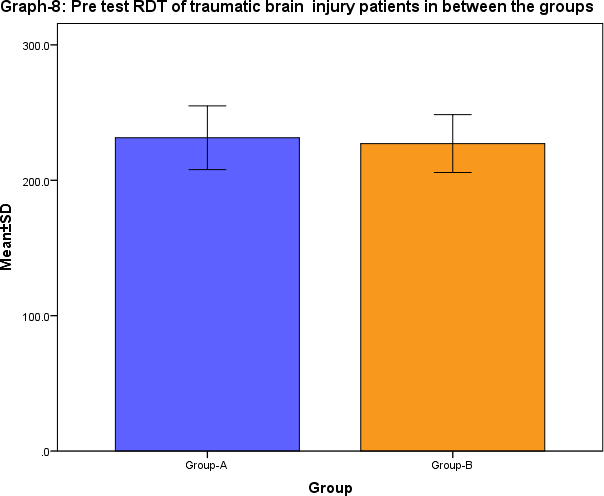 Graph-8: Pre test RDT of traumatic brain  injury patients in between the groups
300.0
200.0
100.0
.0
Mean±SD
Group-A
Group-B
Group